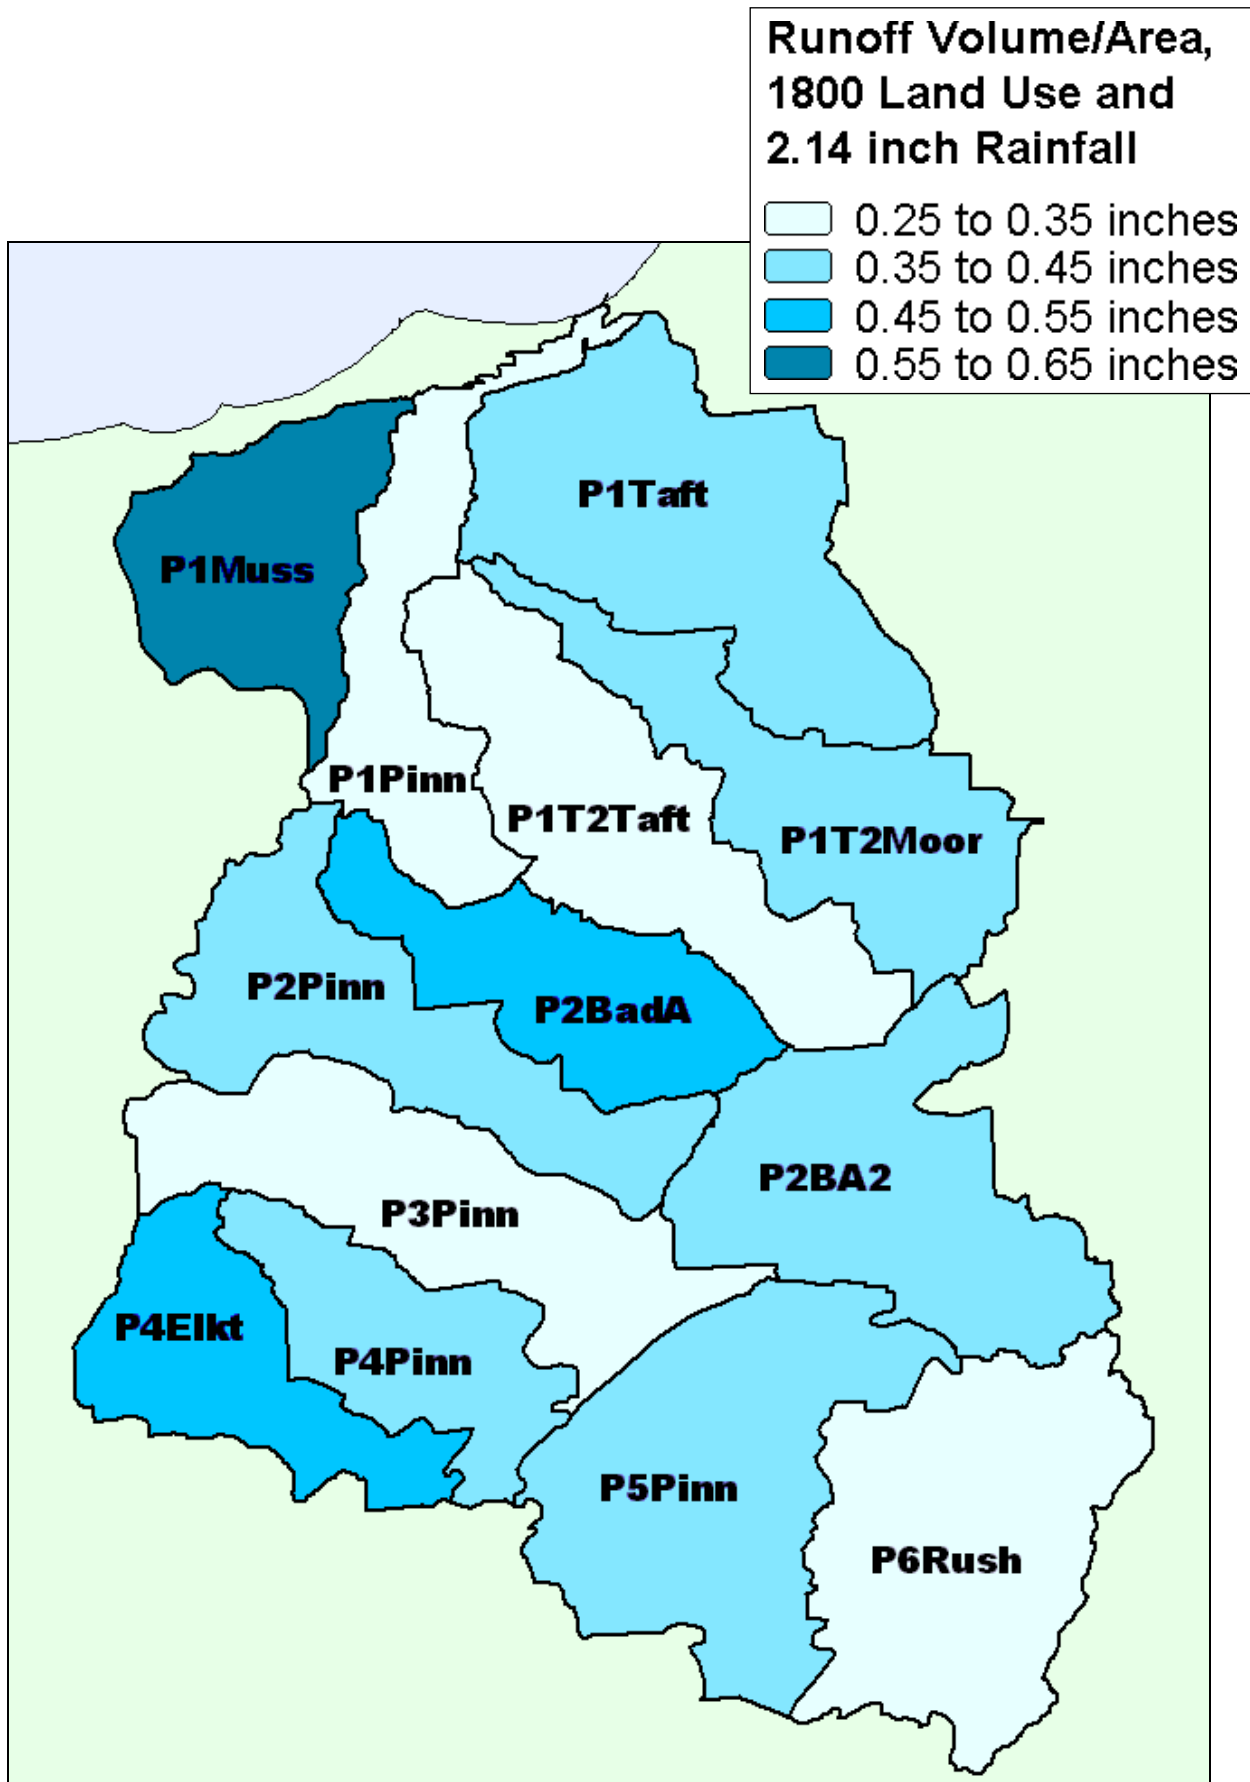 Runoff Volume/Area,
1800 Land Use and
2.14 inch Rainfall
0.25 to 0.35 inches
0.35 to 0.45 inches
0.45 to 0.55 inches
0.55 to 0.65 inches
P1Taft
P1Muss
P1Pinn
P1T2Taft
P1T2Moor
P2Pinn
P2BadA
P2BA2
P3Pinn
P4Elkt
P4Pinn
P5Pinn
P6Rush